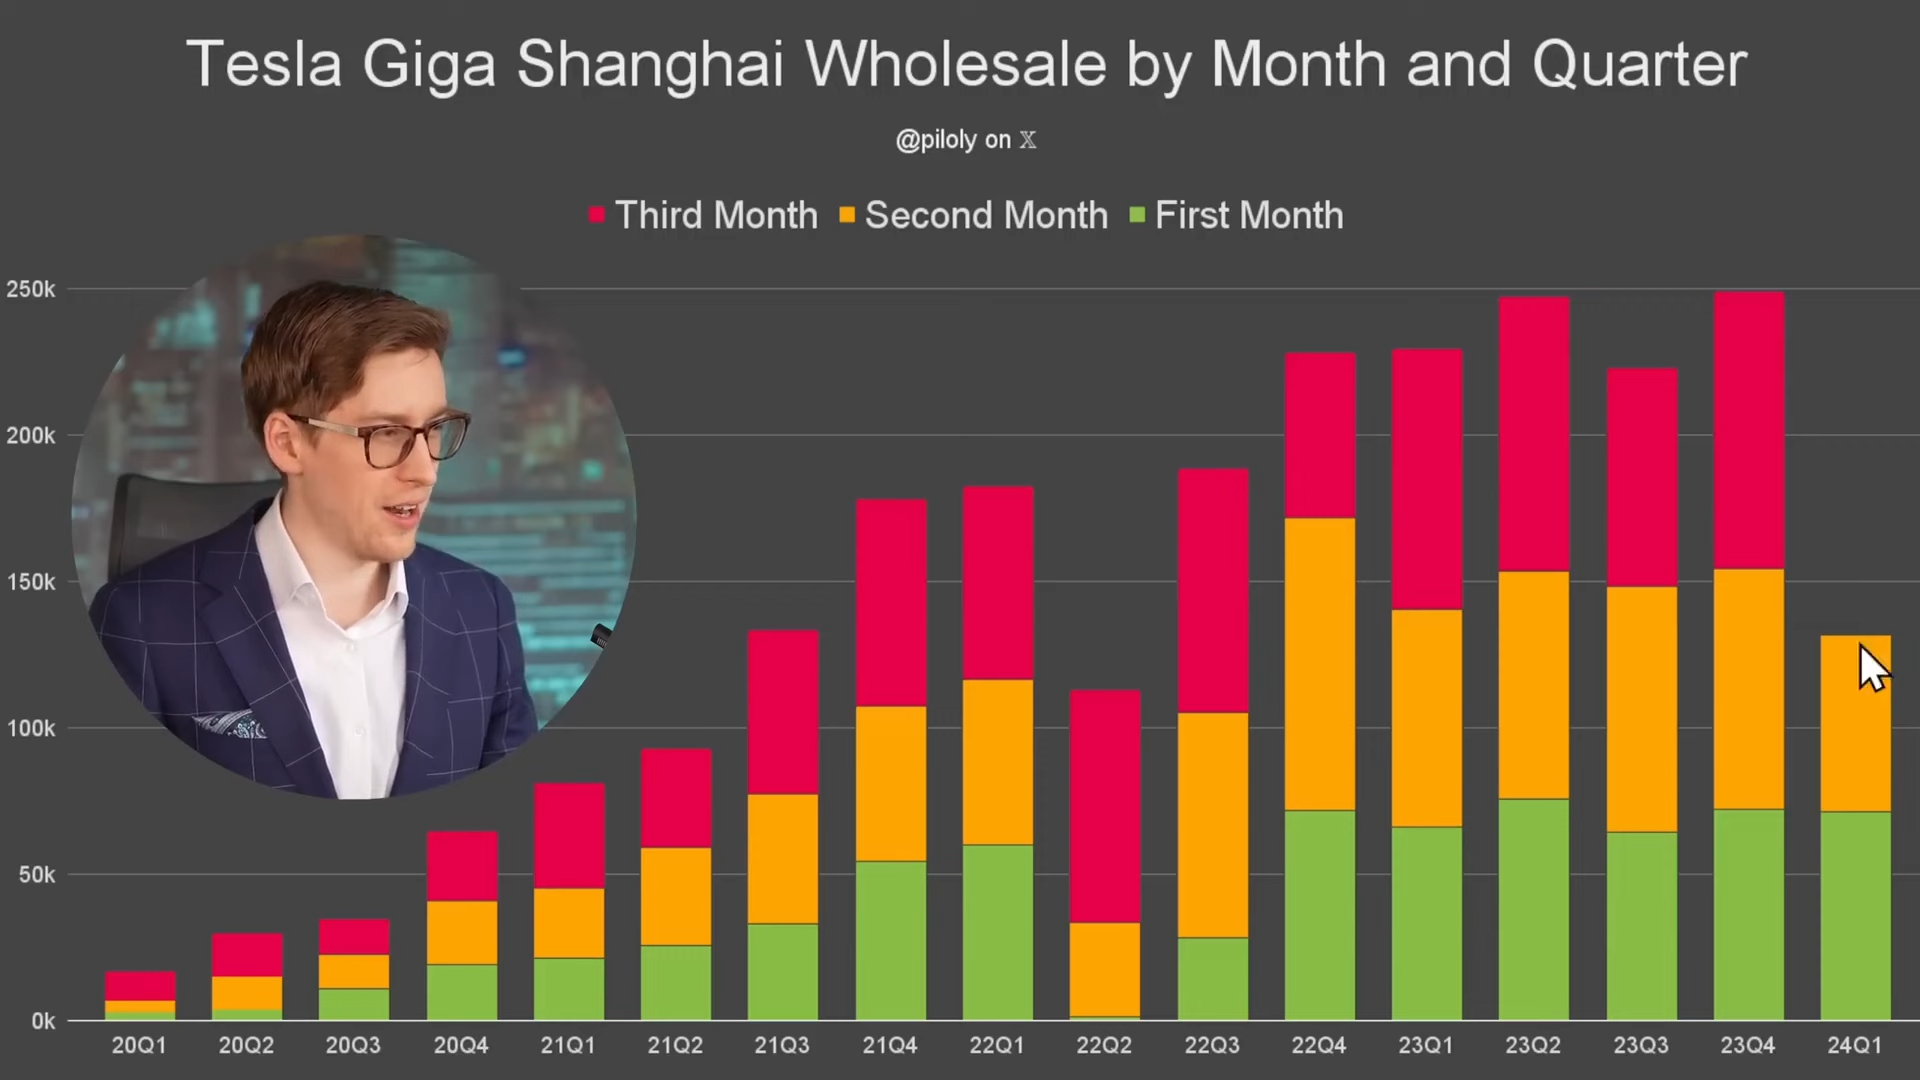 Tesla Giga Shanghai Wholesale by Month and Quarter
@piloly on 𝕏
Third Month Second Month First Month
250k
200k
150k
100k
50k
0k
20Q1 20Q2 20Q3 20Q4 21Q1 21Q2 21Q3 21Q4 22Q1 22Q2 22Q3 22Q4 23Q1 23Q2 23Q3 23Q4 24Q1